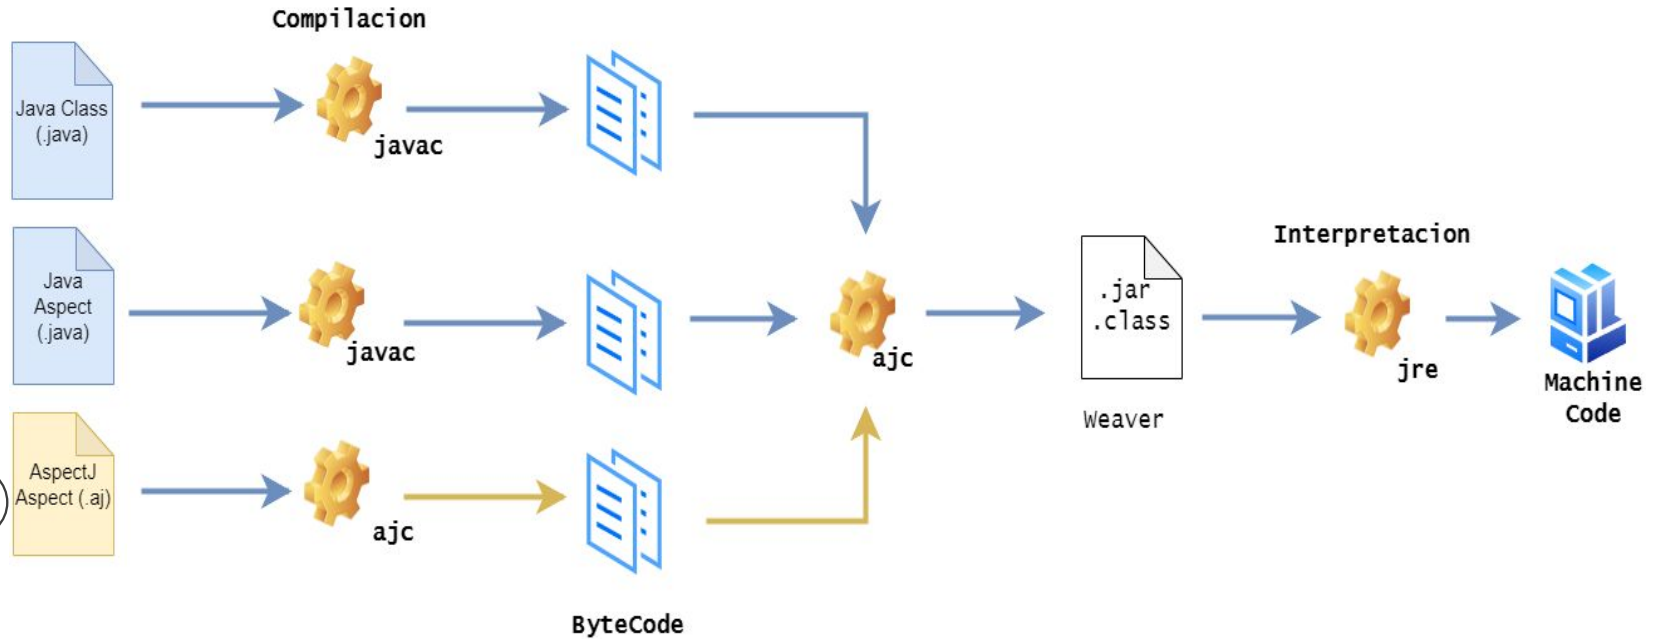 Compilacion
Java Class
(.java)
javac
Java
Aspect
(.java)
javac
AspectJ
Aspect (.aj)
ajc
ByteCode
ajc
.jar
.class
Weaver
Interpretacion
jre
Machine
Code